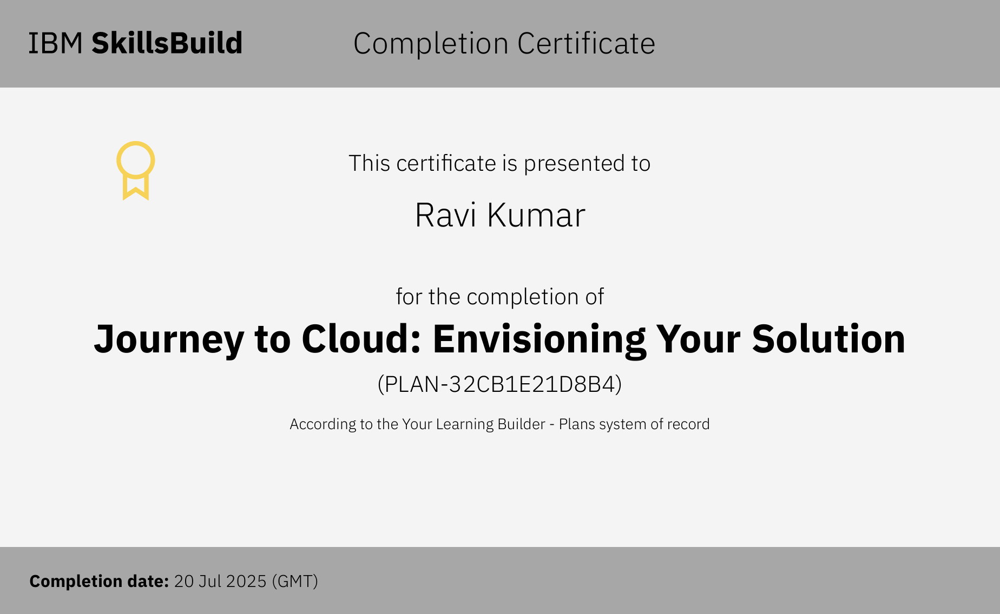 IBM SkillsBuild
Completion Certificate
This certificate is presented to
Ravi Kumar
for the completion of
Journey to Cloud: Envisioning Your Solution
(PLAN-32CB1E21D8B4)
According to the Your Learning Builder - Plans system of record
Completion date: 20 Jul 2025 (GMT)